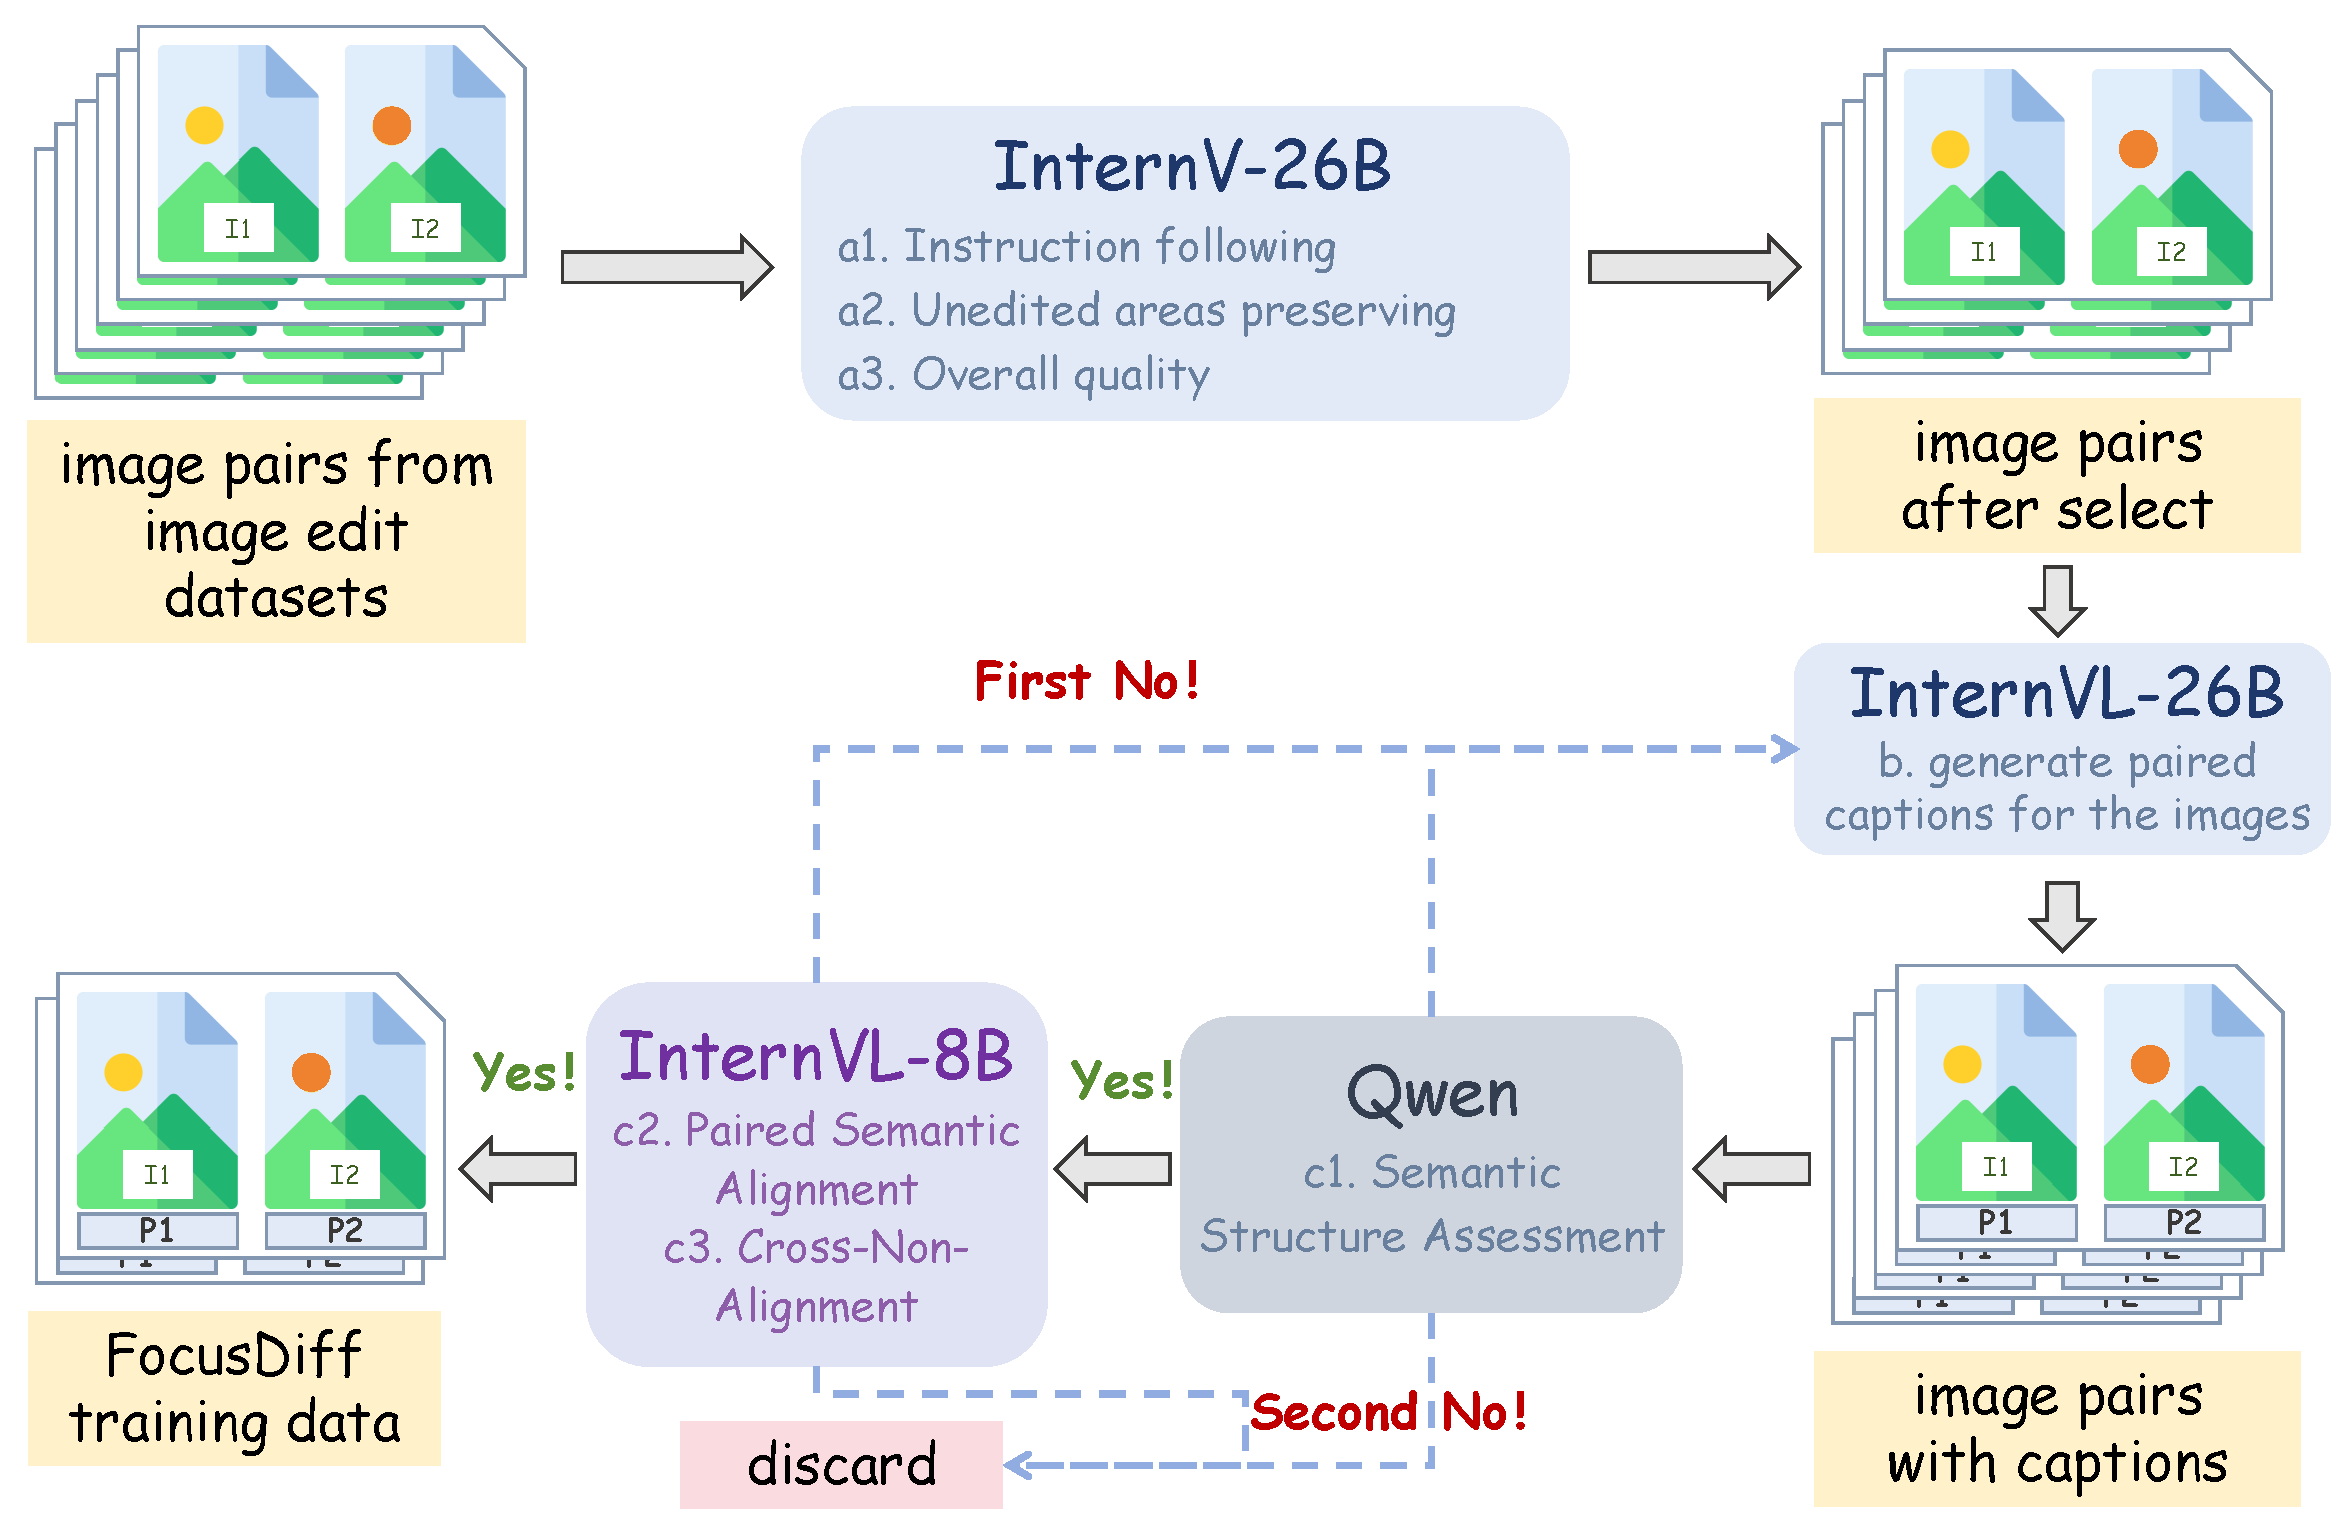 I1
I2
image pairs from
image edit
datasets
InternV-26B
a1. Instruction following
a2. Unedited areas preserving
a3. Overall quality
I1
I2
image pairs
after select
InternVL-26B
b. generate paired
captions for the images
First No!
I1
I2
P1
P2
image pairs
with captions
Qwen
c1. Semantic
Structure Assessment
Yes!
InternVL-8B
c2. Paired Semantic
Alignment
c3. Cross-Non-
Alignment
Yes!
Second No!
discard
I1
I2
P1
P2
FocusDiff
training data